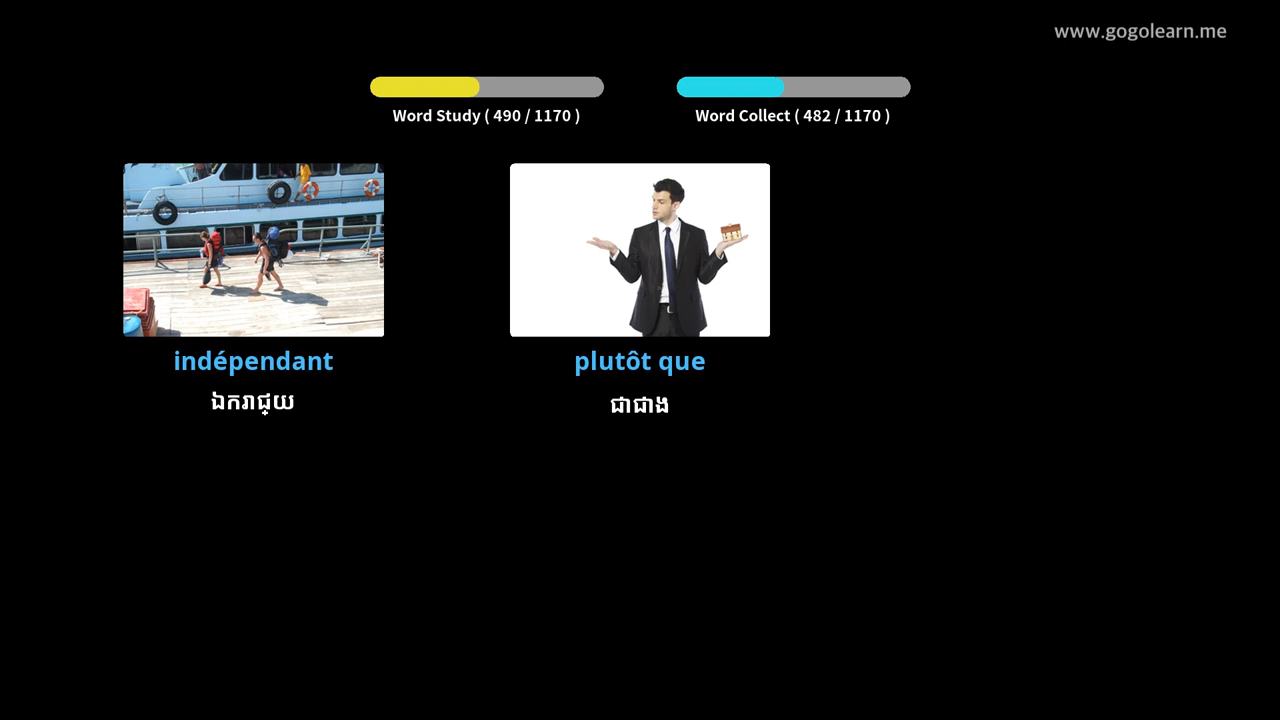 www.gogolearn.me
Word Study ( 490 / 1170 )
Word Collect ( 482 / 1170 )
indépendant
ឯករាជ្យ
plutôt que
ជាជាង